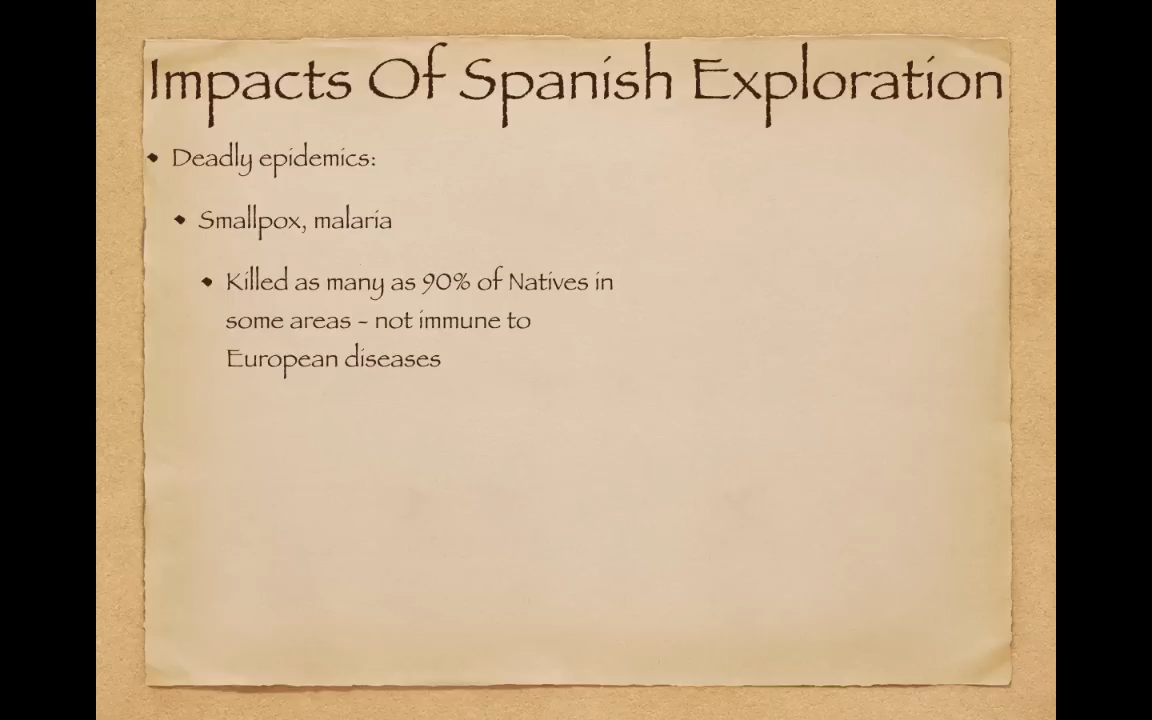 Impacts Of Spanish Exploration
• Deadly epidemics:
• Smallpox, malaria
• Killed as many as 90% of Natives in
some areas - not immune to
European diseases